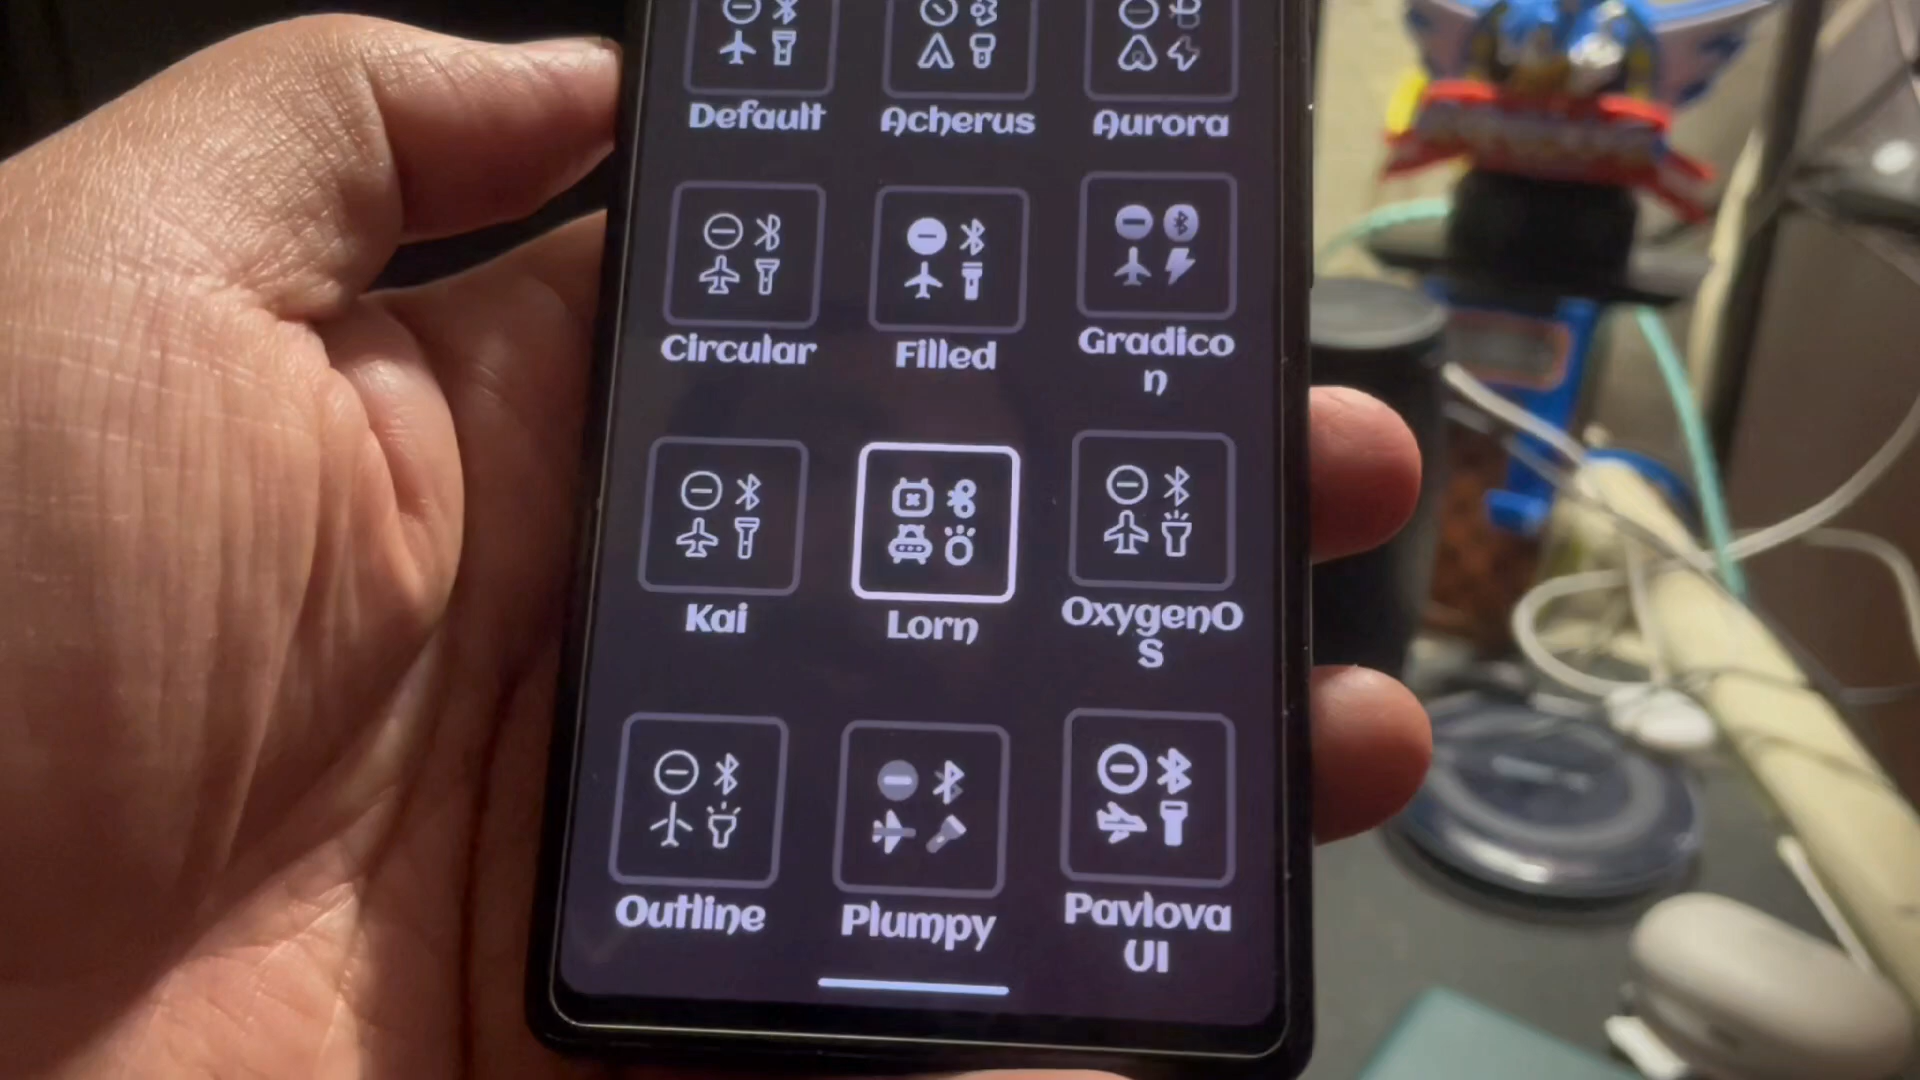 Default
Acherus
Aurora
Circular
Filled
Gradico
n
Kai
Lorn
OxygenO
S
Outline
Plumpy
Pavlova
UI